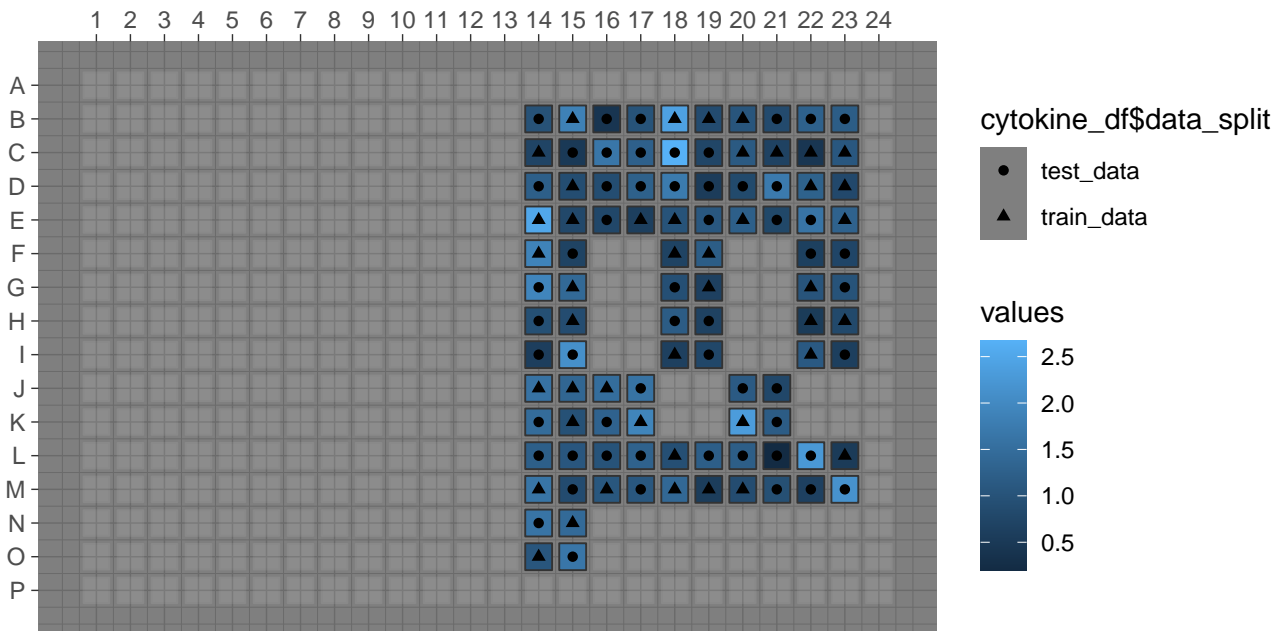 1 2 3 4 5 6 7 8 9 10 11 12 13 14 15 16 17 18 19 20 21 22 23 24
A
B
C
D
E
F
G
H
I
J
K
L
M
N
O
P
cytokine_df$data_split
test_data
train_data
values
2.5
2.0
1.5
1.0
0.5